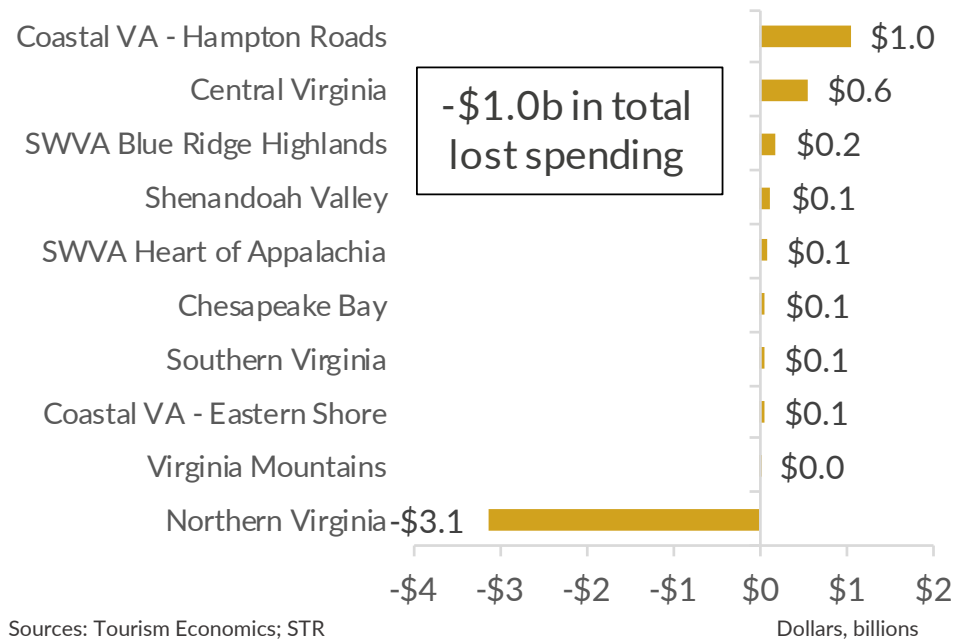 Coastal VA - Hampton Roads $1.0
Central Virginia $0.6
-$1.0b in total
lost spending
SWVA Blue Ridge Highlands $0.2
Shenandoah Valley $0.1
SWVA Heart of Appalachia $0.1
Chesapeake Bay $0.1
Southern Virginia $0.1
Coastal VA - Eastern Shore $0.1
Virginia Mountains $0.0
Northern Virginia -$3.1
-$4 -$3 -$2 -$1 $0 $1 $2
Sources: Tourism Economics; STR Dollars, billions